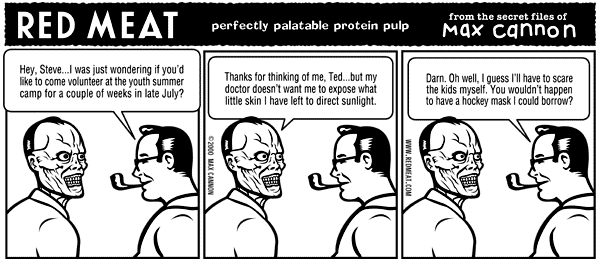 RED MEAT
perfectly palatable protein pulp
from the secret files of
Max cannon
Hey, Steve...I was just wondering if you'd
like to come volunteer at the youth summer
camp for a couple of weeks in late July?
©2000 MAX CANNON
Thanks for thinking of me, Ted...but my
doctor doesn't want me to expose what
little skin I have left to direct sunlight.
WWW.REDMEAT.COM
Darn. Oh well, I guess I'll have to scare
the kids myself. You wouldn't happen
to have a hockey mask I could borrow?